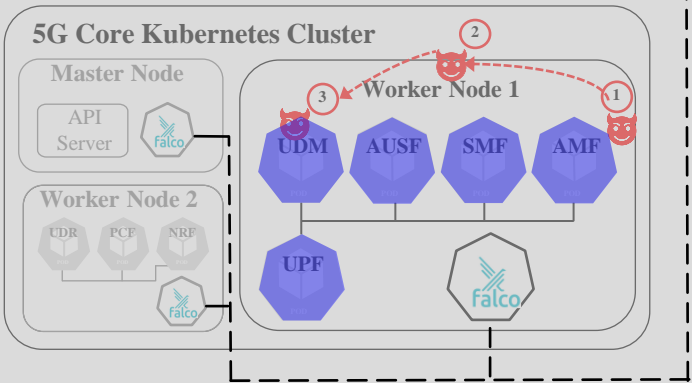 5G Core Kubernetes Cluster
Master Node
API
Server
falco
Worker Node 2
UDR
PCF
NRF
falco
2
3
1
Worker Node 1
UDM
AUSF
SMF
AMF
UPF
falco